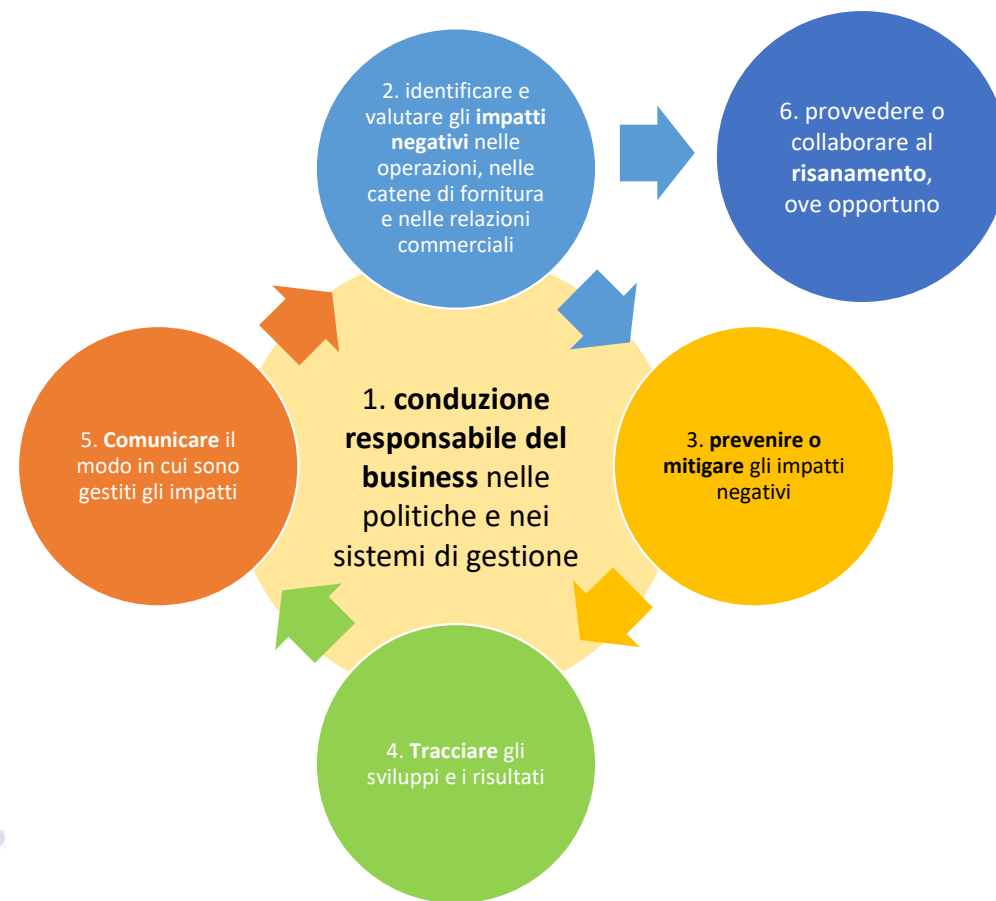 1. conduzione
responsabile del
business nelle
politiche e nei
sistemi di gestione
2. identificare e
valutare gli impatti
negativi nelle
operazioni, nelle
catene di fornitura
e nelle relazioni
commerciali
3. prevenire o
mitigare gli impatti
negativi
4. Tracciare gli
sviluppi e i risultati
5. Comunicare il
modo in cui sono
gestiti gli impatti
6. provvedere o
collaborare al
risanamento,
ove opportuno